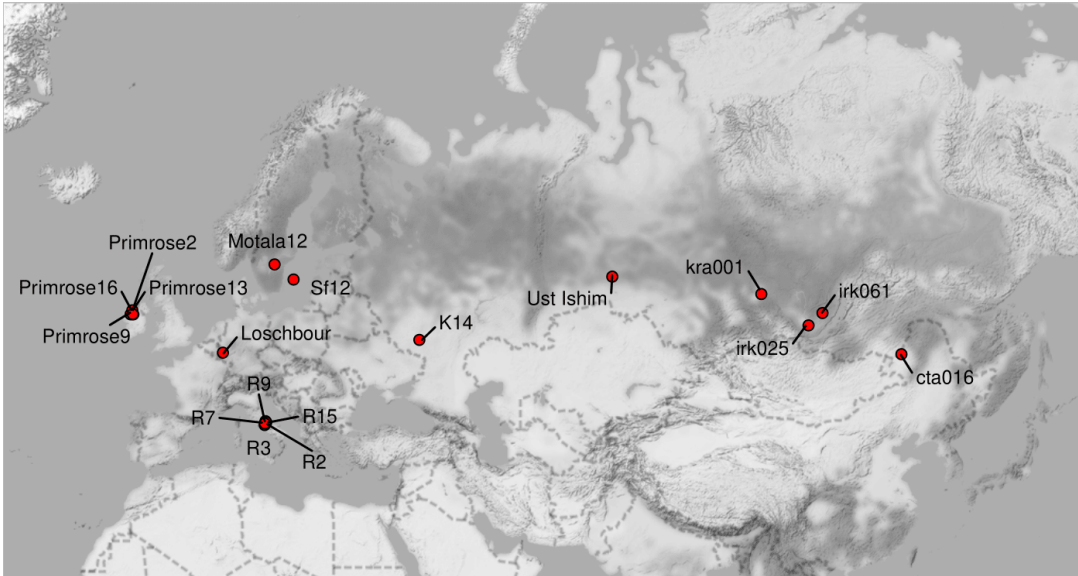 Primrose2
Motala12
Primrose16
Primrose13
Sf12
Primrose9
Loschbour
K14
Ust Ishim
kra001
irk061
irk025
cta016
R9
R7
R15
R3
R2